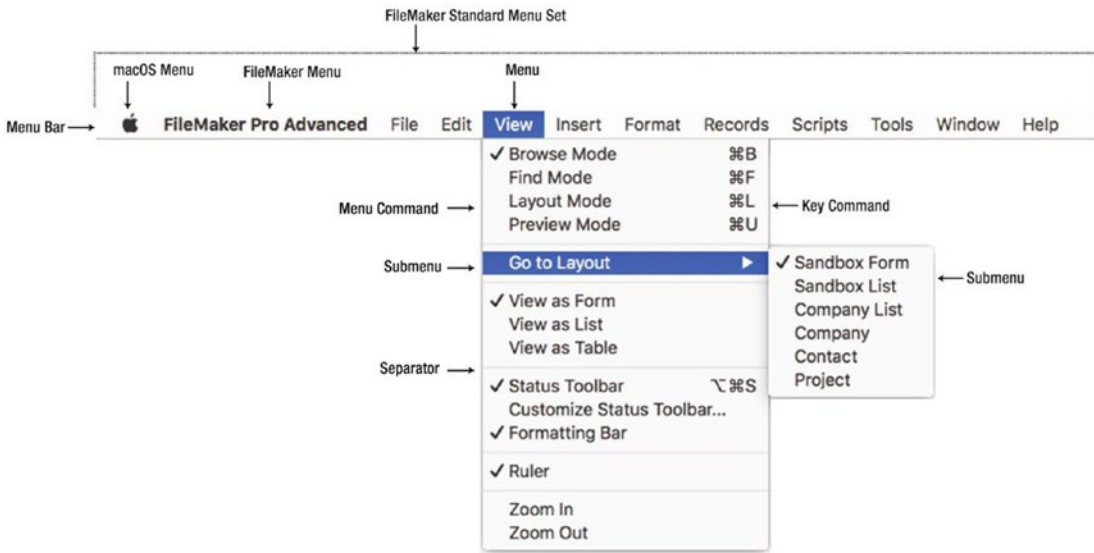 FileMaker Standard Menu Set
macOS Menu FileMaker Menu Menu
Menu Bar FileMaker Pro Advanced File Edit View Insert Format Records Scripts Tools Window Help
✓ Browse Mode ⌘B
Find Mode ⌘F
Menu Command Layout Mode ⌘L Key Command
Preview Mode ⌘U
Submenu Go to Layout ▶ ✓ Sandbox Form
Sandbox List Submenu
✓ View as Form Company List
View as List Company
View as Table Contact
Separator Project
✓ Status Toolbar ⌥⌘S
Customize Status Toolbar...
✓ Formatting Bar
✓ Ruler
Zoom In
Zoom Out